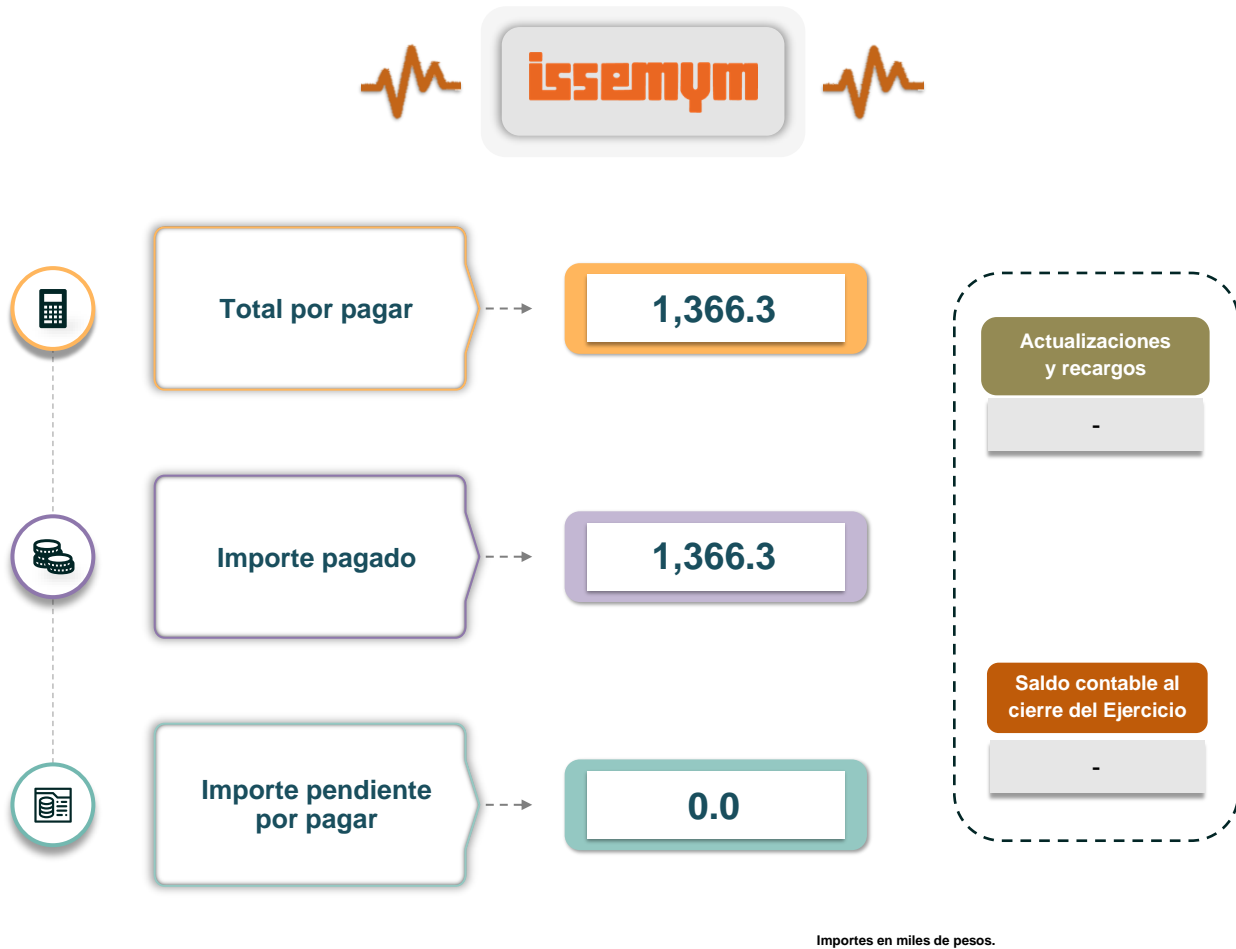 issemym
Total por pagar
1,366.3
Actualizaciones
y recargos
-
Importe pagado
1,366.3
Saldo contable al
cierre del Ejercicio
-
Importe pendiente
por pagar
0.0
Importes en miles de pesos.